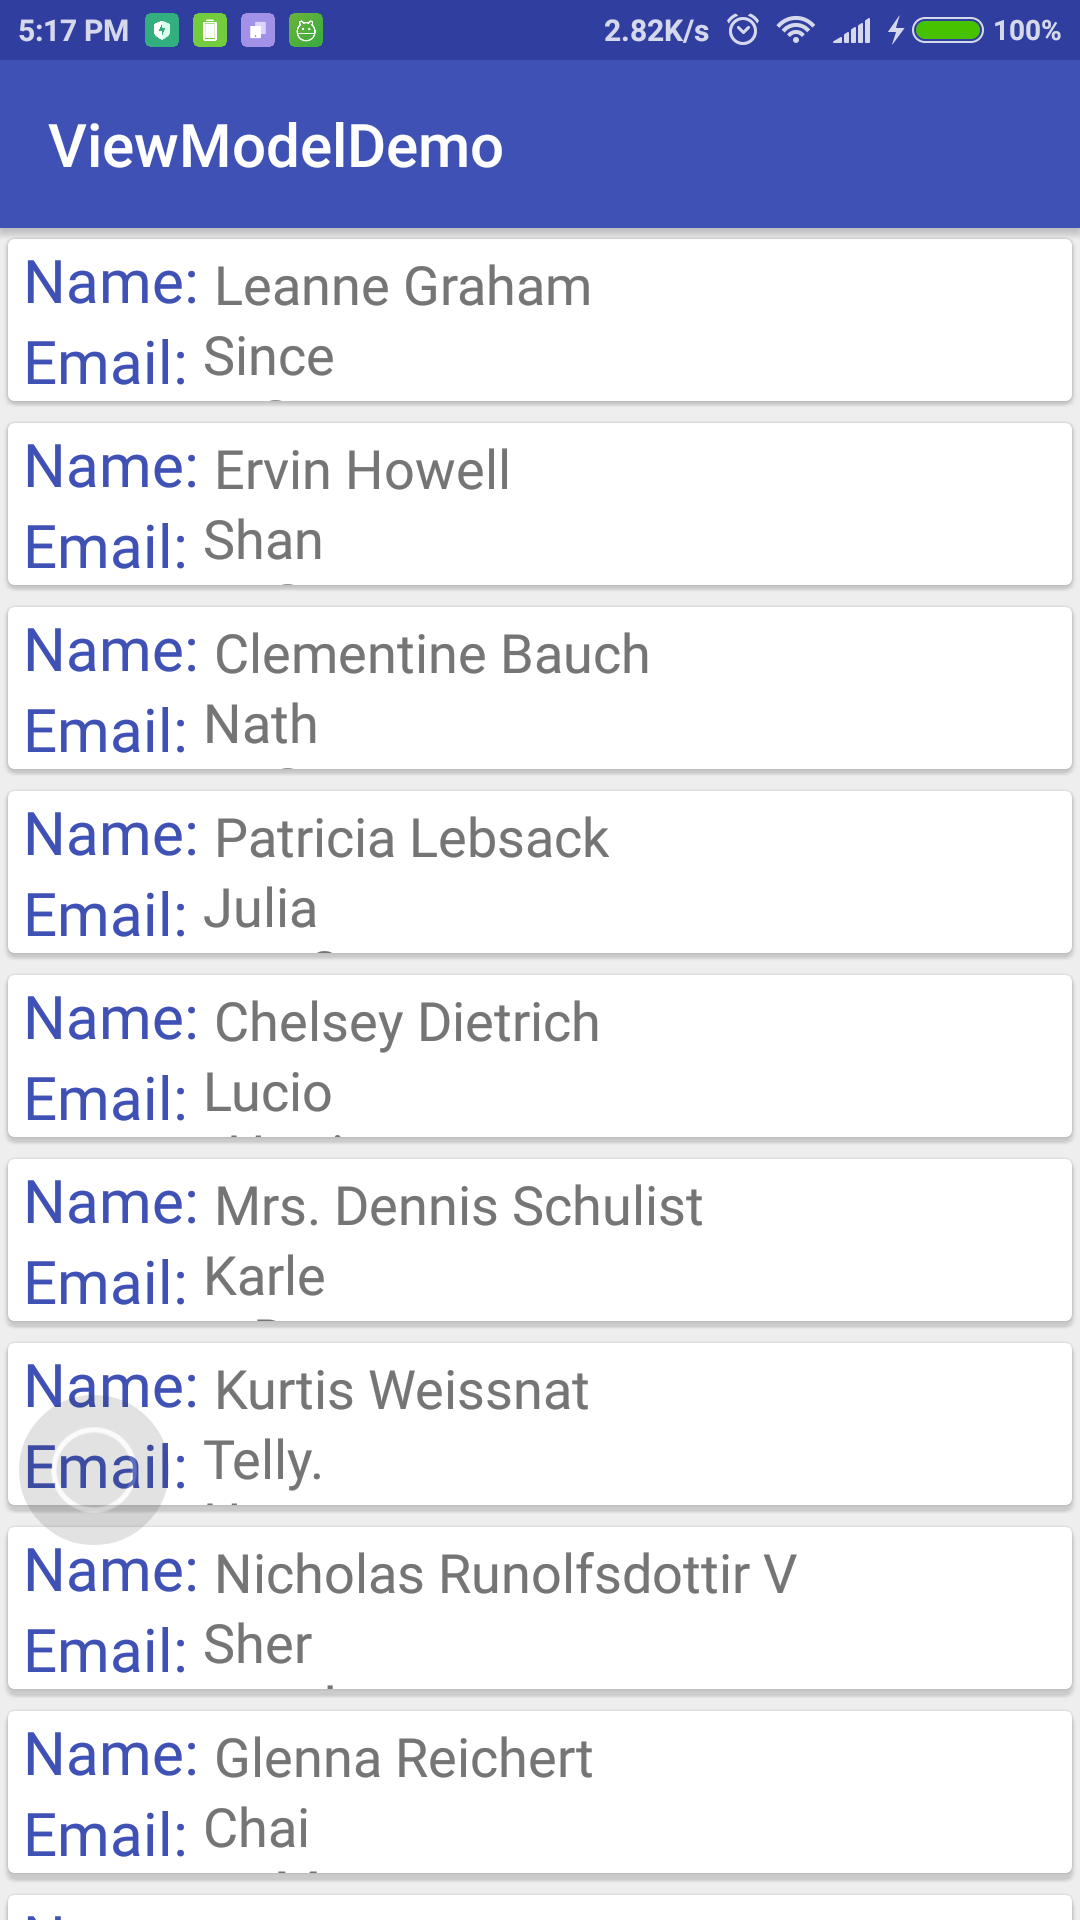 5:17 PM 2.82K/s 100%
ViewModelDemo
Name: Leanne Graham
Email: Since
Name: Ervin Howell
Email: Shan
Name: Clementine Bauch
Email: Nath
Name: Patricia Lebsack
Email: Julia
Name: Chelsey Dietrich
Email: Lucio
Name: Mrs. Dennis Schulist
Email: Karle
Name: Kurtis Weissnat
Email: Telly.
Name: Nicholas Runolfsdottir V
Email: Sher
Name: Glenna Reichert
Email: Chai